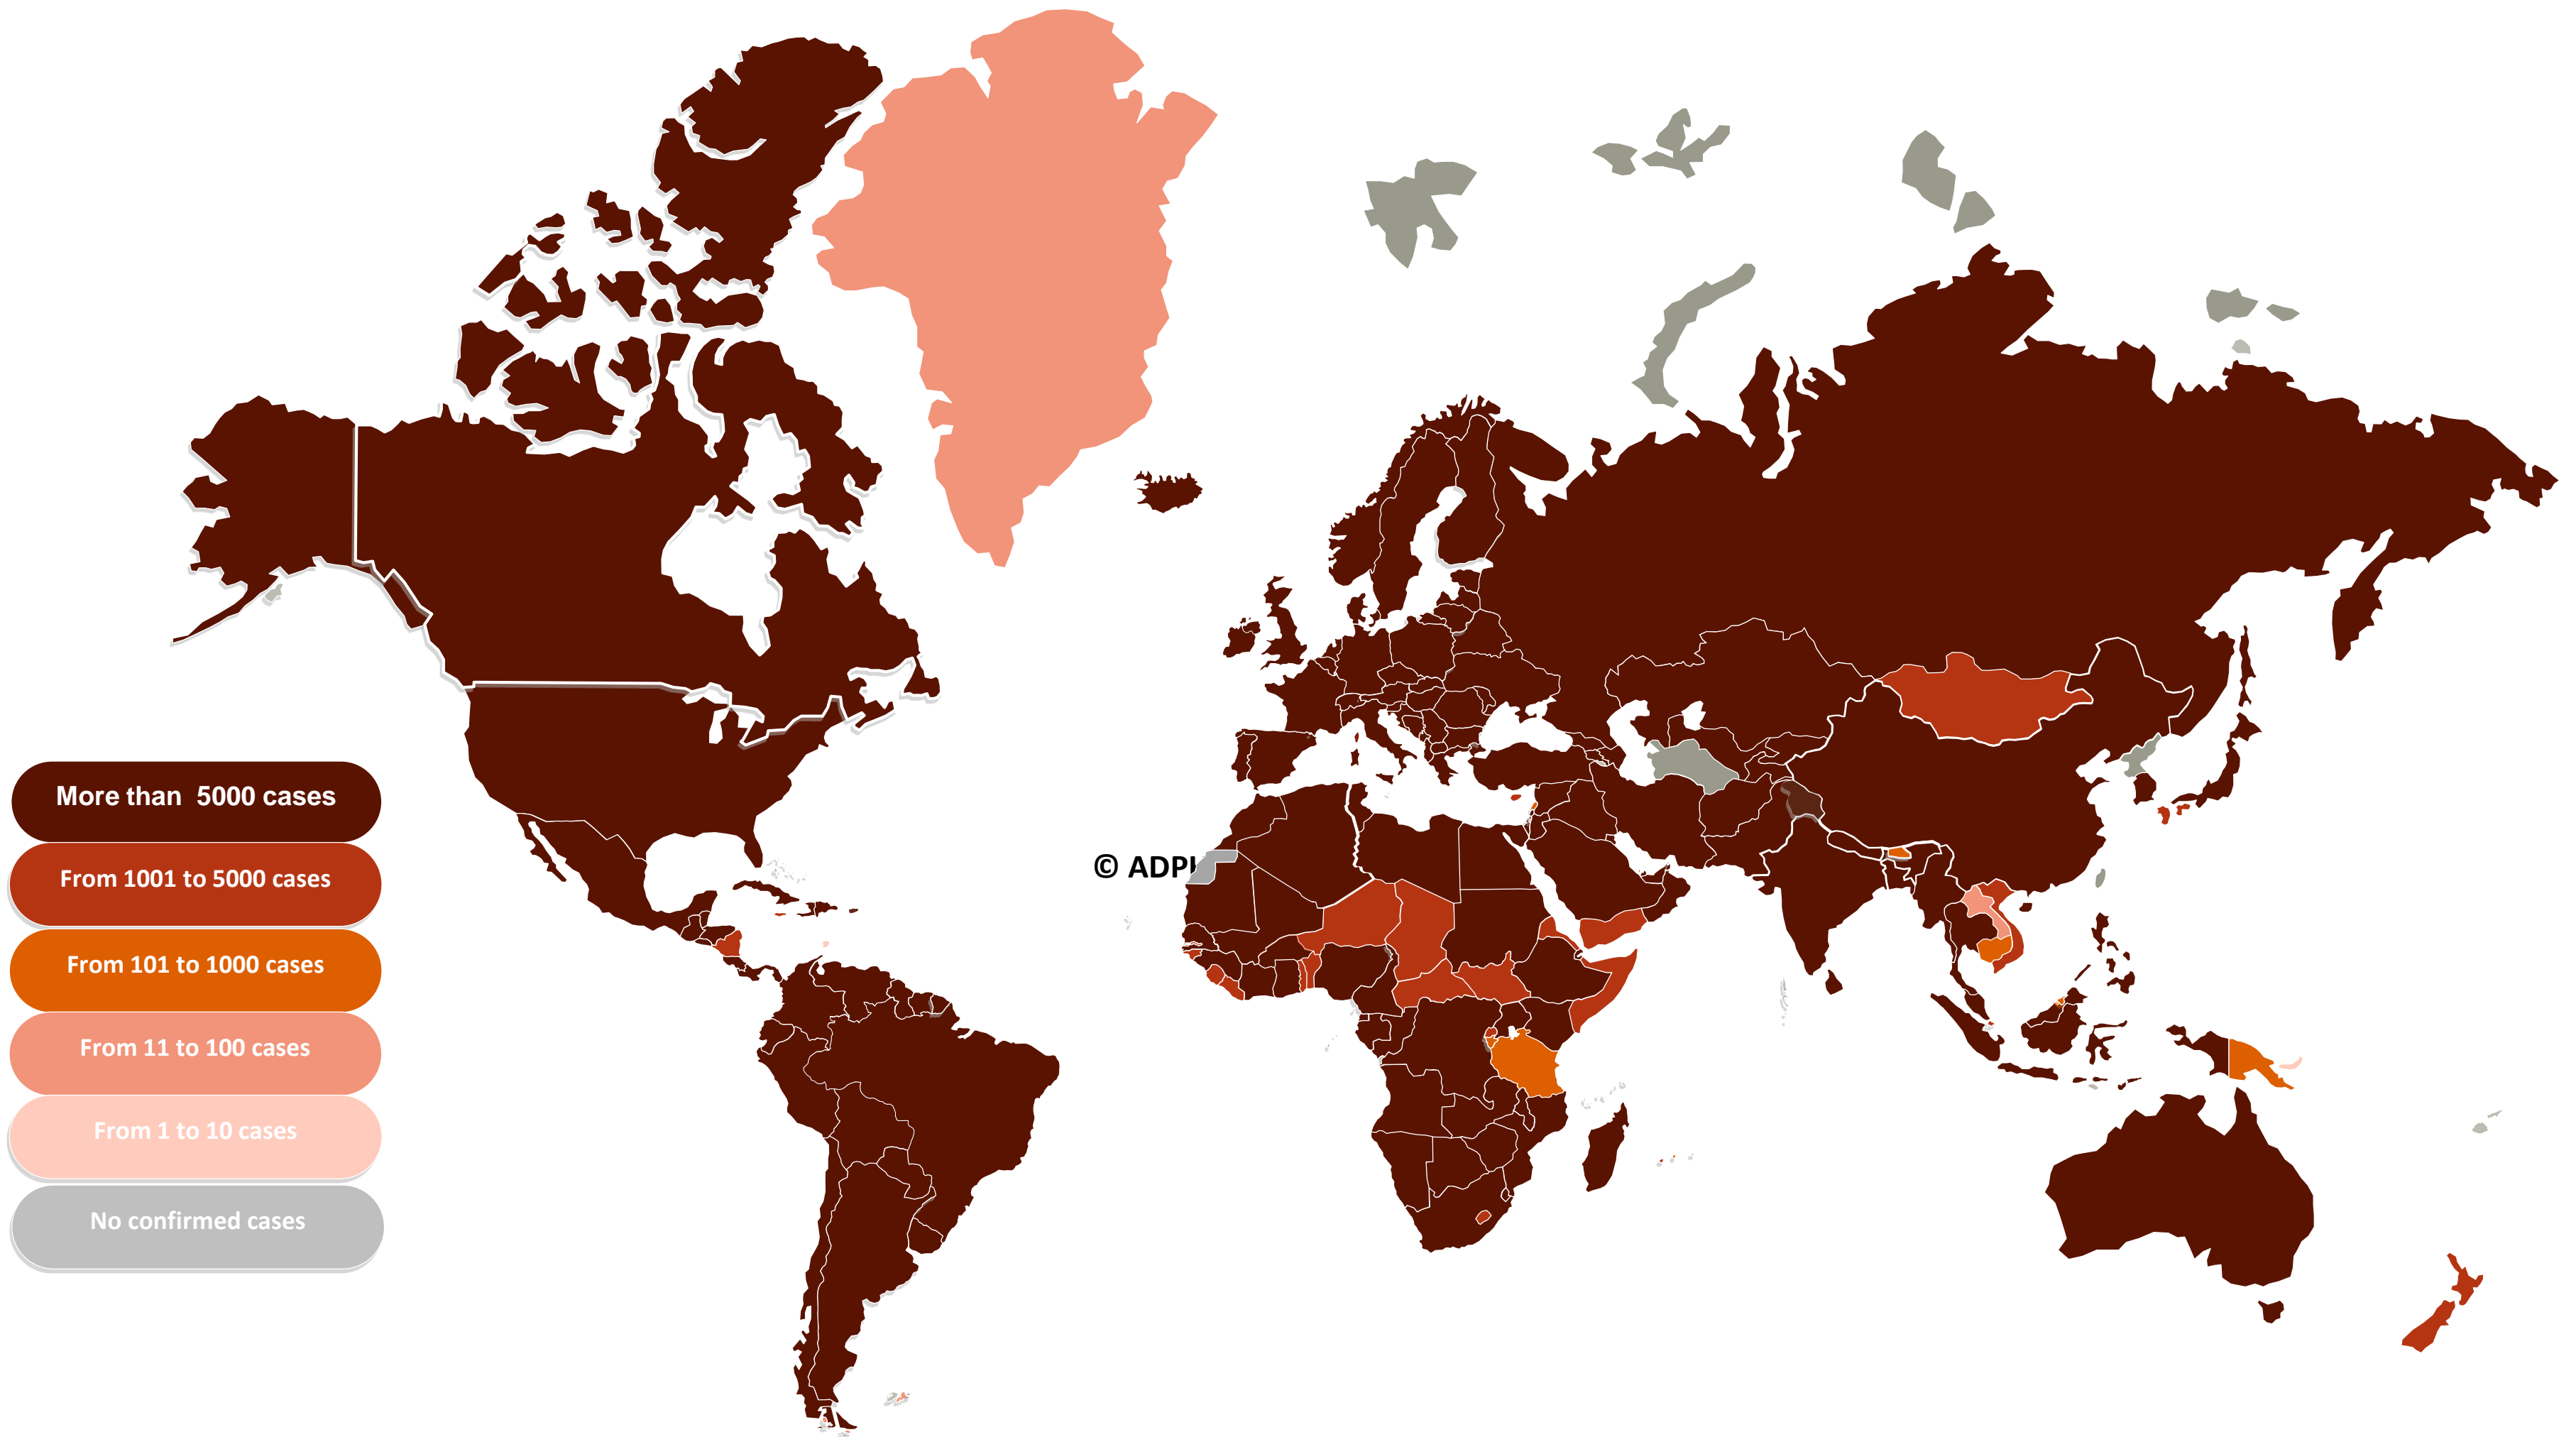 More than  5000 cases
From 1001 to 5000 cases
© ADPH
From 101 to 1000 cases
From 11 to 100 cases
From 1 to 10 cases
No confirmed cases